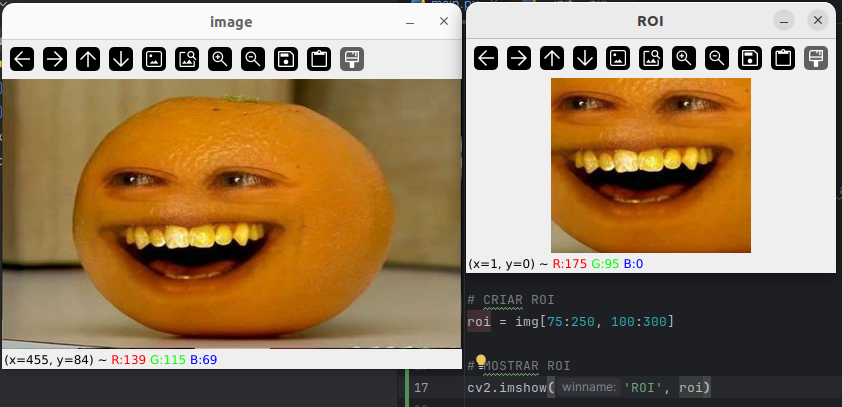 image
ROI
(x=455, y=84) ~ R:139 G:115 B:69
(x=1, y=0) ~ R:175 G:95 B:0
# CRIAR ROI
roi = img[75:250, 100:300]
# MOSTRAR ROI
17 cv2.imshow( winname: 'ROI', roi)